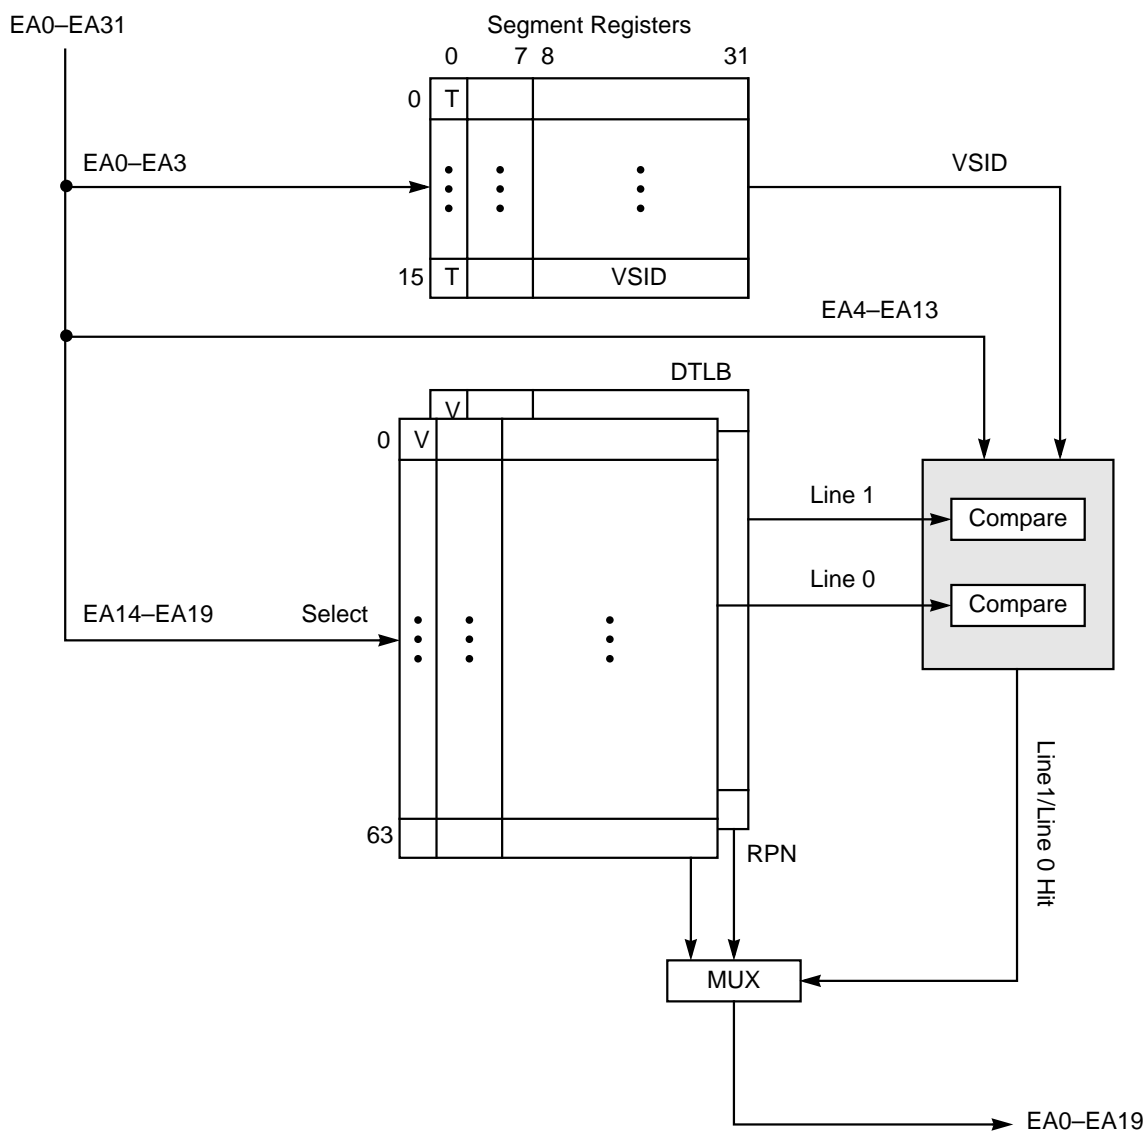 EA0–EA31
Segment Registers
0 7 8 31
0 T
EA0–EA3
VSID
15 T VSID
EA4–EA13
DTLB
V
0 V
Line 1
Compare
Line 0
Compare
EA14–EA19 Select
Line1/Line 0 Hit
63
RPN
MUX
EA0–EA19